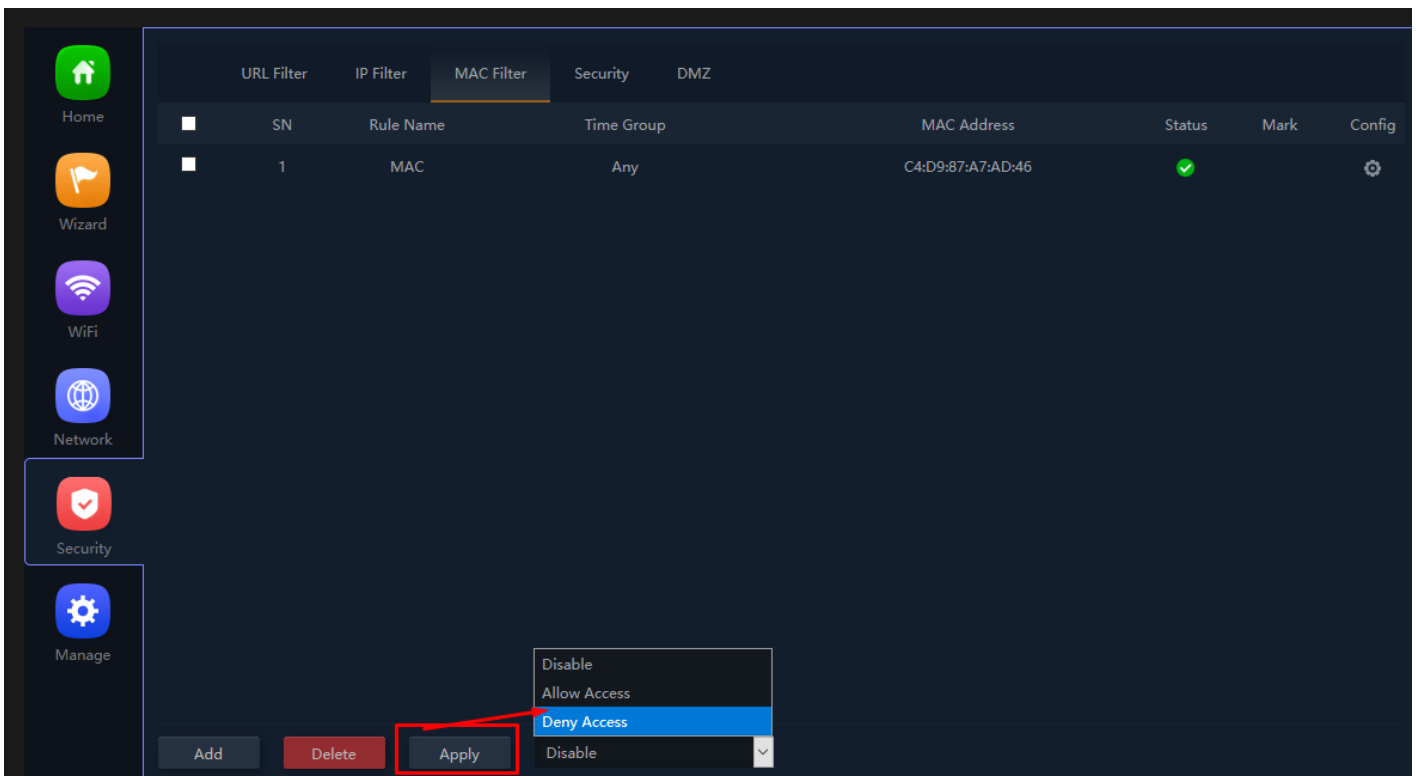 URL Filter IP Filter MAC Filter Security DMZ
Home
SN Rule Name Time Group MAC Address Status Mark Config
1 MAC Any C4:D9:87:A7:AD:46
Wizard
WiFi
Network
Security
Manage
Disable
Allow Access
Deny Access
Add Delete Apply Disable